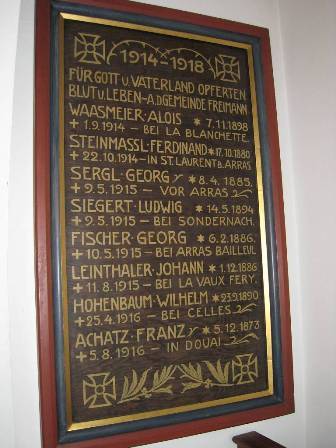 1914-1918
FÜR GOTT U. VATERLAND OPFERTEN
BLUT U. LEBEN - A.D. GEMEINDE FREIMANN
WAASMEIER · ALOIS * 7.11.1898
+ 1.9.1914 - BEI LA BLANCHETTE.
STEINMASSL · FERDINAND * 17.10.1880
+ 22.10.1914 - IN ST. LAURENT B. ARRAS
SERGL · GEORG * 8.4.1885.
+ 9.5.1915 - VOR ARRAS
SIEGERT · LUDWIG * 14.5.1894
+ 9.5.1915 - BEI SONDERNACH.
FISCHER · GEORG * 6.2.1886.
+ 10.5.1915 - BEI ARRAS BAILLEUL
LEINTHALER · JOHANN * 1.12.1886
+ 11.8.1915 - BEI LA VAUX FERY.
HOHENBAUM · WILHELM * 23.9.1890
+ 25.4.1916 - BEI CELLES
ACHATZ · FRANZ * 5.12.1873
+ 5.8.1916 - IN DOUAI